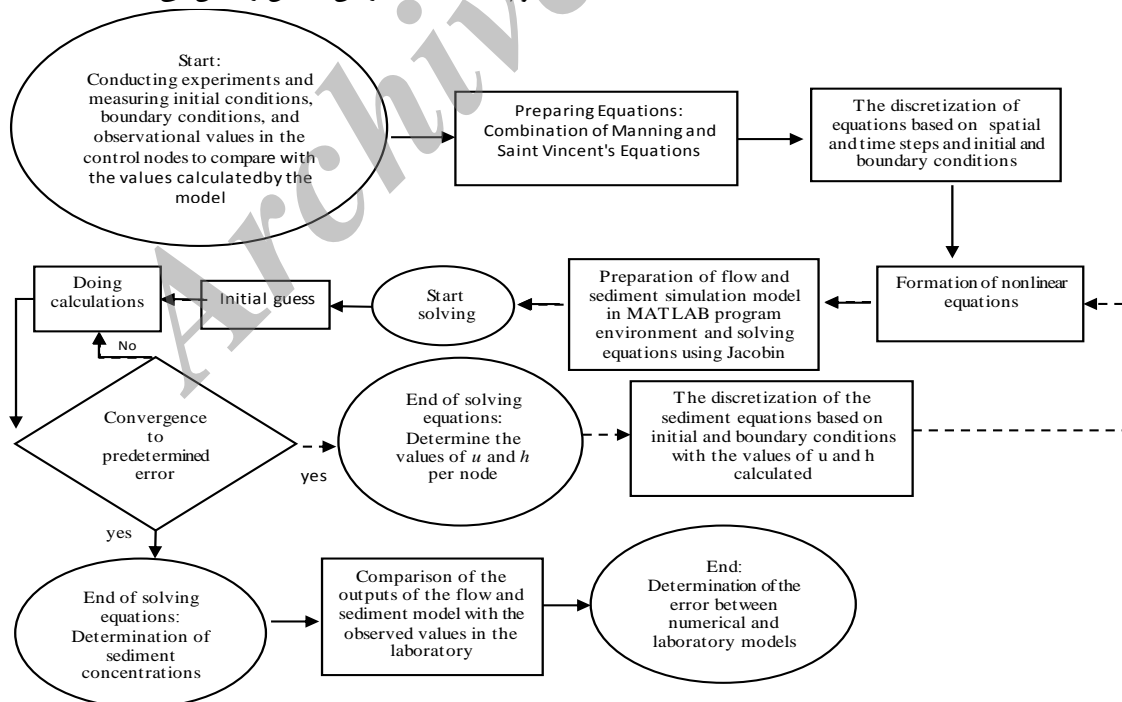 Start:
Conducting experiments and
measuring initial conditions,
boundary conditions, and
observational values in the
control nodes to compare with
the values calculatedby the
model
Preparing Equations:
Combination of Manning and
Saint Vincent's Equations
The discretization of
equations based on spatial
and time steps and initial and
boundary conditions
Formation of nonlinear
equations
Preparation of flow and
sediment simulation model
in MATLAB program
environment and solving
equations using Jacobin
Start
solving
Initial guess
Doing
calculations
No
Convergence
to
predetermined
error
yes
End of solving
equations:
Determine the
values of u and h
per node
The discretization of the
sediment equations based on
initial and boundary conditions
with the values of u and h
calculated
yes
End of solving
equations:
Determination of
sediment
concentrations
Comparison of the
outputs of the flow and
sediment model with the
observed values in the
laboratory
End:
Determination of the
error between
numerical and
laboratory models
Archive